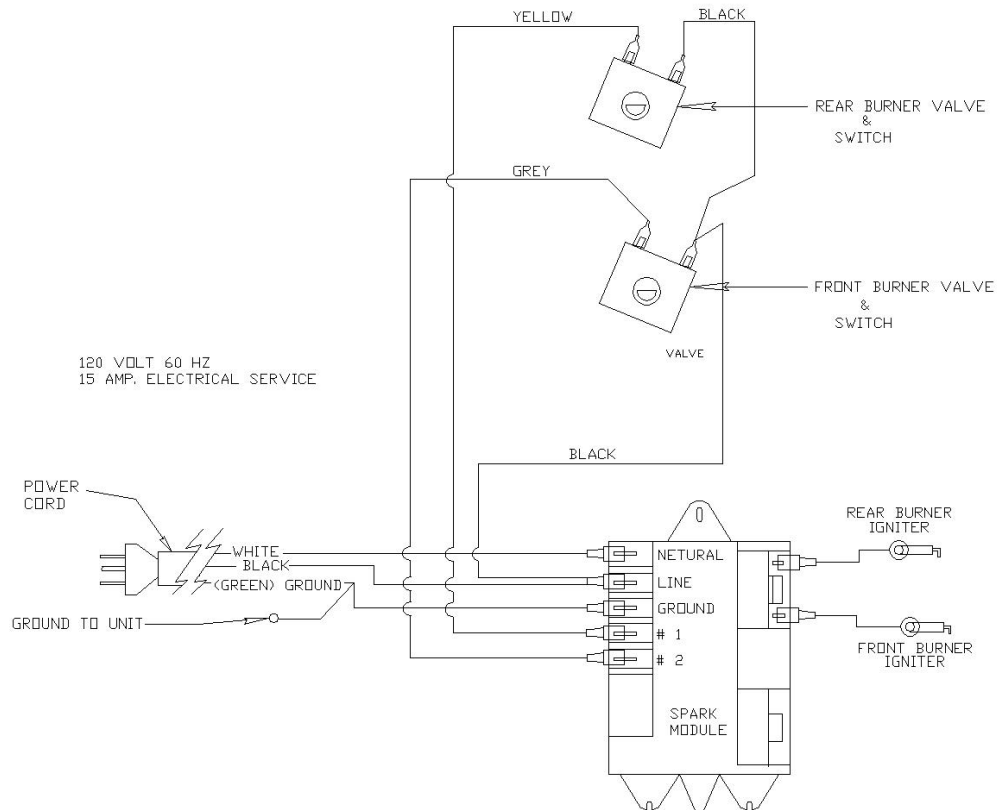 YELLOW
BLACK
REAR BURNER VALVE
&
SWITCH
GREY
FRONT BURNER VALVE
&
SWITCH
VALVE
120 VOLT 60 HZ
15 AMP. ELECTRICAL SERVICE
BLACK
POWER
CORD
WHITE
BLACK
(GREEN) GROUND
GROUND TO UNIT
NETURAL
LINE
GROUND
# 1
# 2
SPARK
MODULE
REAR BURNER
IGNITER
FRONT BURNER
IGNITER